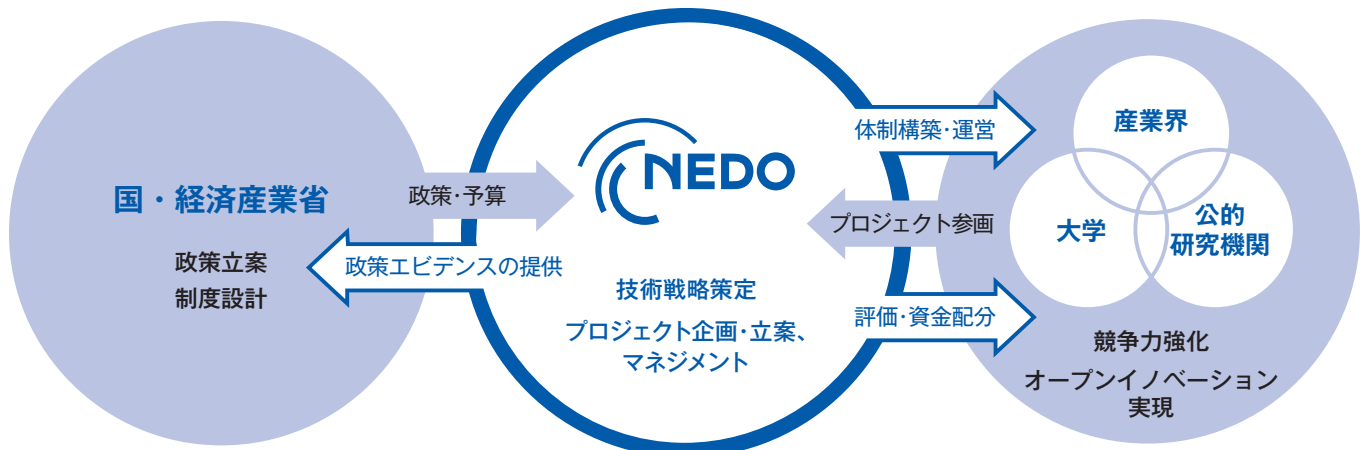 国・経済産業省
政策立案
制度設計
政策・予算
政策エビデンスの提供
NEDO
技術戦略策定
プロジェクト企画・立案、
マネジメント
体制構築・運営
プロジェクト参画
評価・資金配分
産業界
大学
公的
研究機関
競争力強化
オープンイノベーション
実現